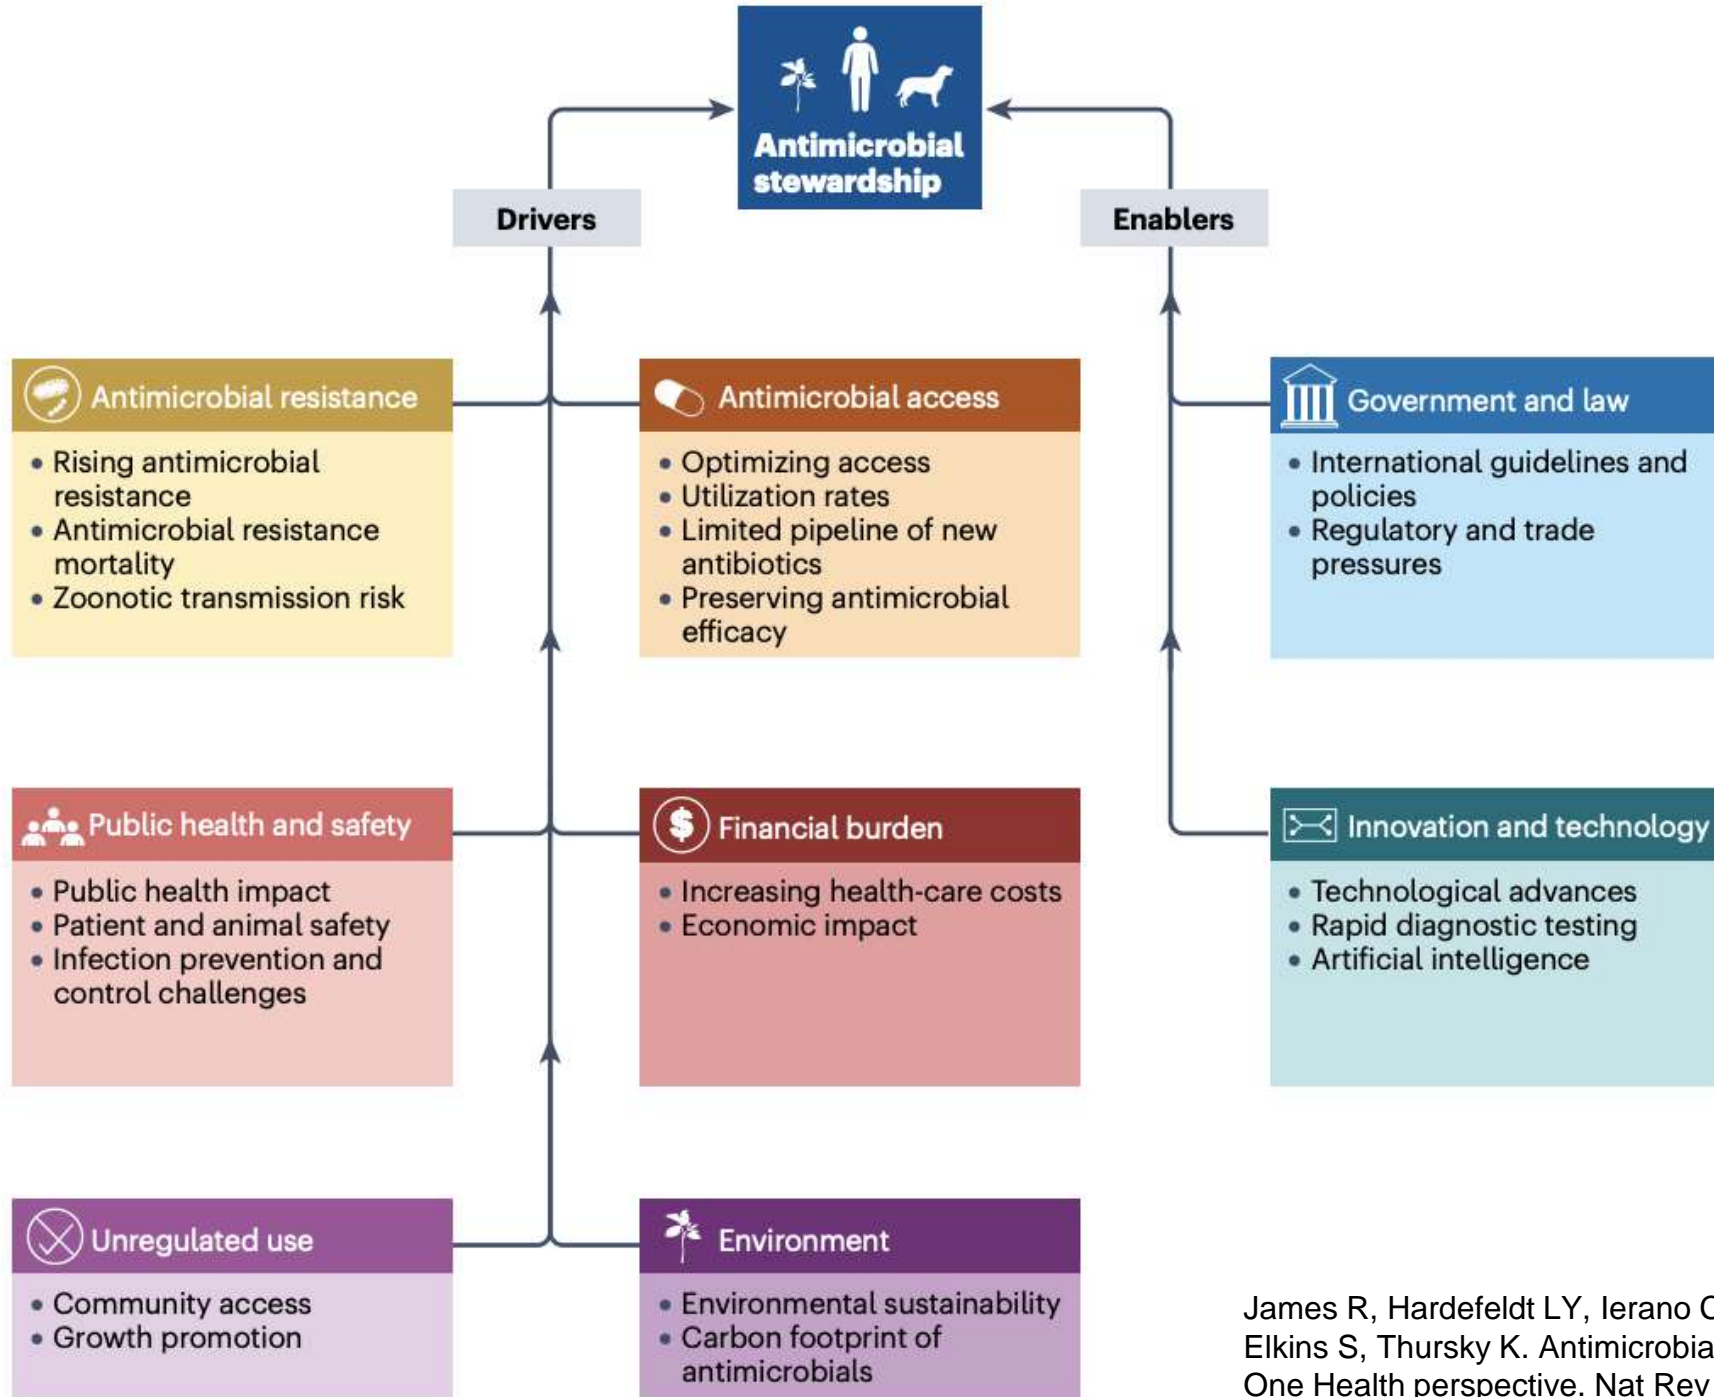 Antimicrobial
stewardship
Drivers
Enablers
Antimicrobial resistance
• Rising antimicrobial
resistance
• Antimicrobial resistance
mortality
• Zoonotic transmission risk
Antimicrobial access
• Optimizing access
• Utilization rates
• Limited pipeline of new
antibiotics
• Preserving antimicrobial
efficacy
Government and law
• International guidelines and
policies
• Regulatory and trade
pressures
Public health and safety
• Public health impact
• Patient and animal safety
• Infection prevention and
control challenges
$ Financial burden
• Increasing health-care costs
• Economic impact
Innovation and technology
• Technological advances
• Rapid diagnostic testing
• Artificial intelligence
Unregulated use
• Community access
• Growth promotion
Environment
• Environmental sustainability
• Carbon footprint of
antimicrobials
James R, Hardefeldt LY, Ierano
Elkins S, Thursky K. Antimicrobia
One Health perspective. Nat Rev